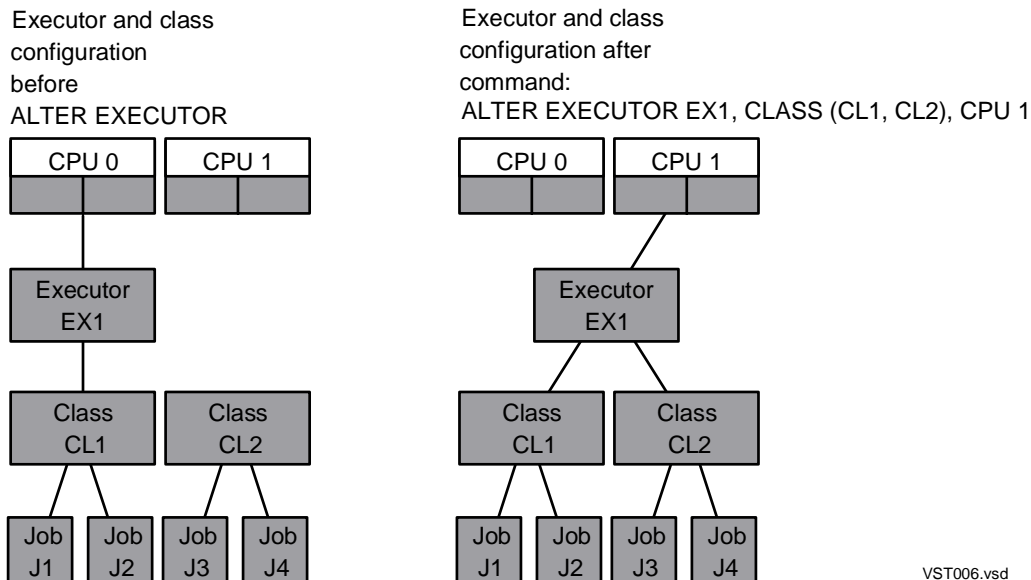 Executor and class
configuration
before
ALTER EXECUTOR
CPU 0
CPU 1
Executor
EX1
Class
CL1
Class
CL2
Job
J1
Job
J2
Job
J3
Job
J4
Executor and class
configuration after
command:
ALTER EXECUTOR EX1, CLASS (CL1, CL2), CPU 1
CPU 0
CPU 1
Executor
EX1
Class
CL1
Class
CL2
Job
J1
Job
J2
Job
J3
Job
J4
VST006.vsd